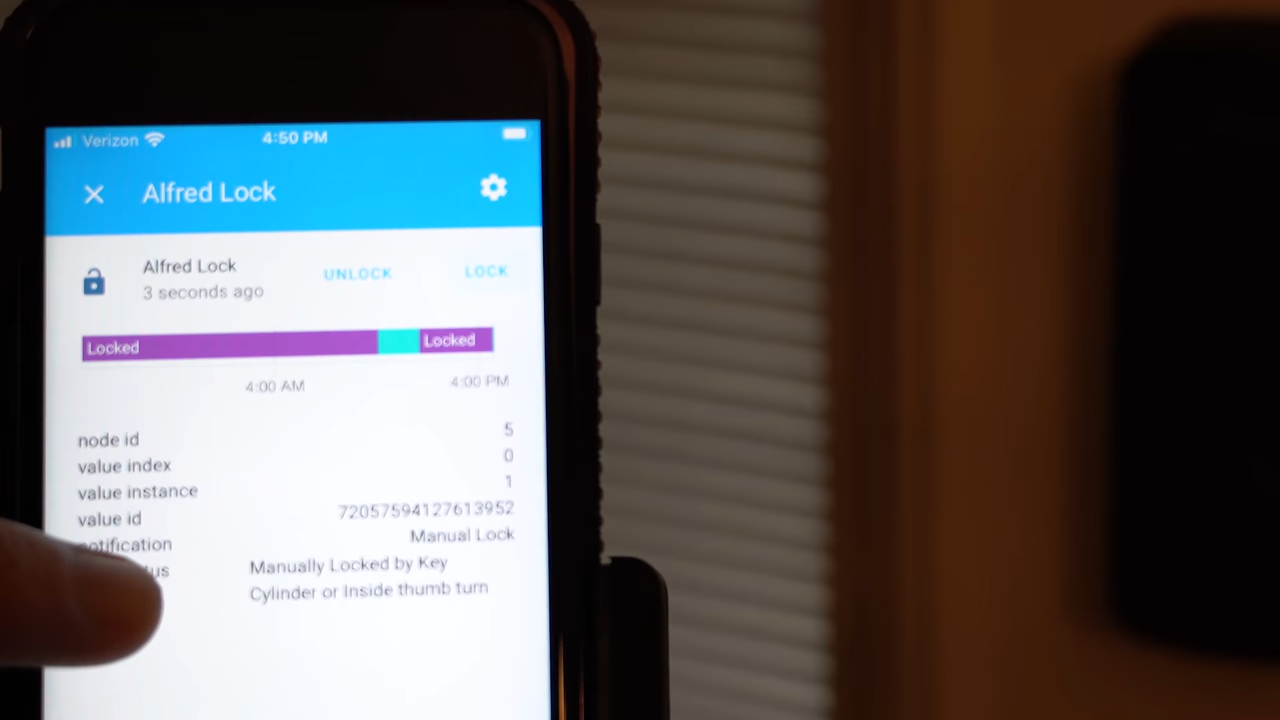 Verizon 4:50 PM
Alfred Lock
Alfred Lock UNLOCK LOCK
3 seconds ago
Locked Locked
4:00 AM 4:00 PM
node id 5
value index 0
value instance 1
value id 72057594127613952
notification Manual Lock
Manually Locked by Key
Cylinder or Inside thumb turn